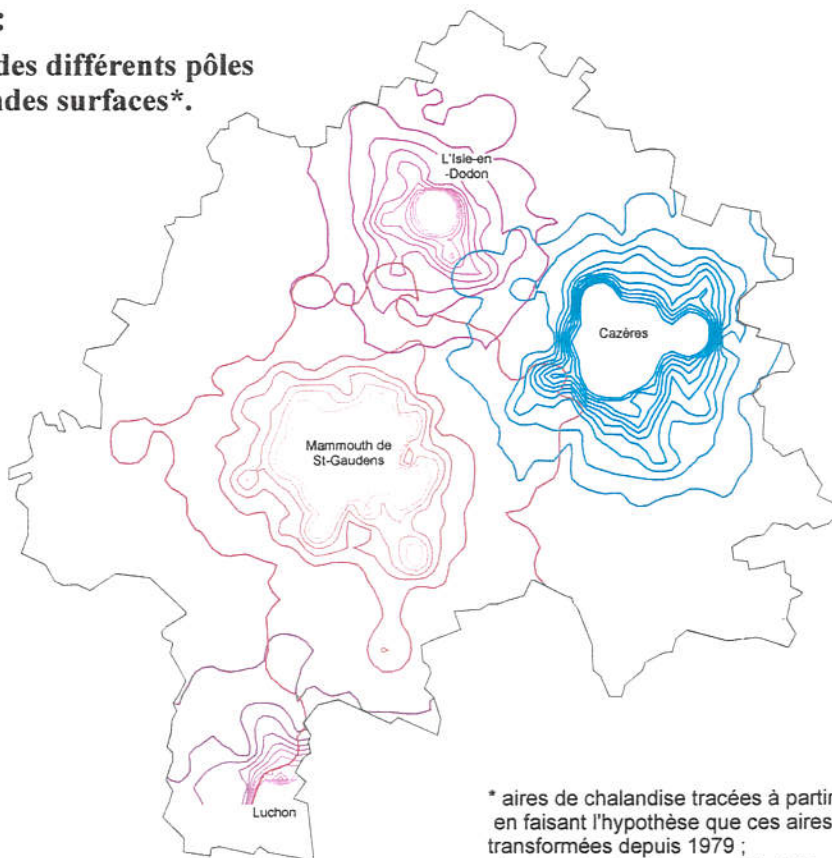 :
des différents pôles
ndes surfaces*.
L'Isle-en
-Dodon
Cazères
Mammouth de
St-Gaudens
Luchon
* aires de chalandise tracées à partir
en faisant l'hypothèse que ces aires
transformées depuis 1979 ;